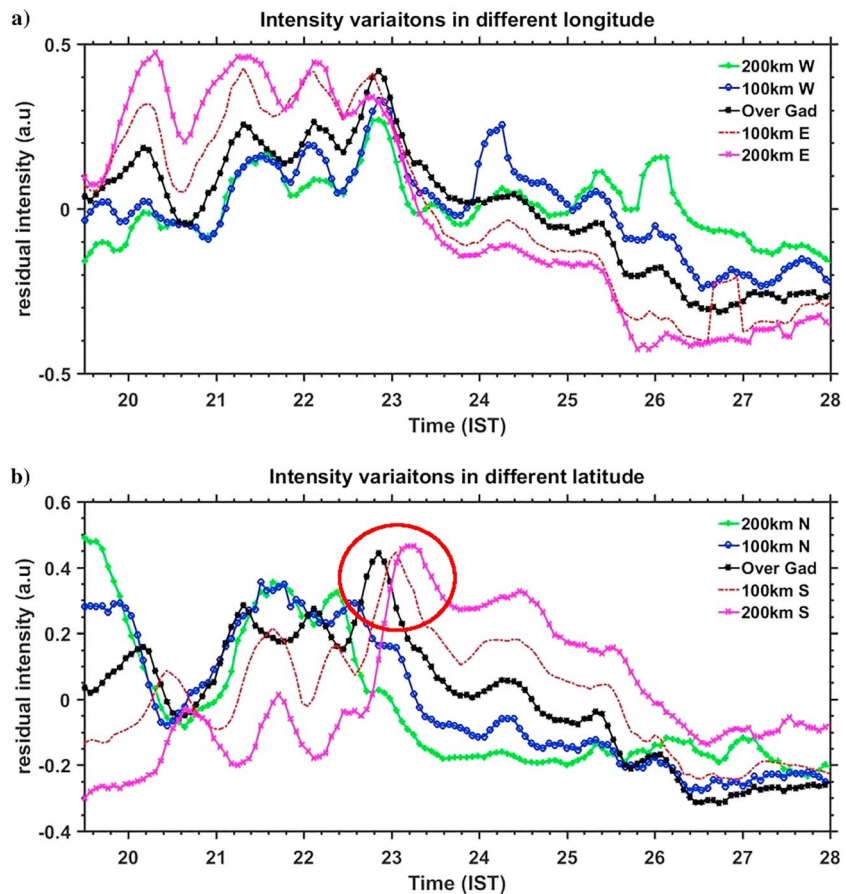 a)
Intensity variaitons in different longitude
residual intensity (a.u)
0.5
0
-0.5
200km W
100km W
Over Gad
100km E
200km E
20 21 22 23 24 25 26 27 28
Time (IST)
b)
Intensity variaitons in different latitude
residual intensity (a.u)
0.6
0.4
0.2
0
-0.2
-0.4
200km N
100km N
Over Gad
100km S
200km S
20 21 22 23 24 25 26 27 28
Time (IST)